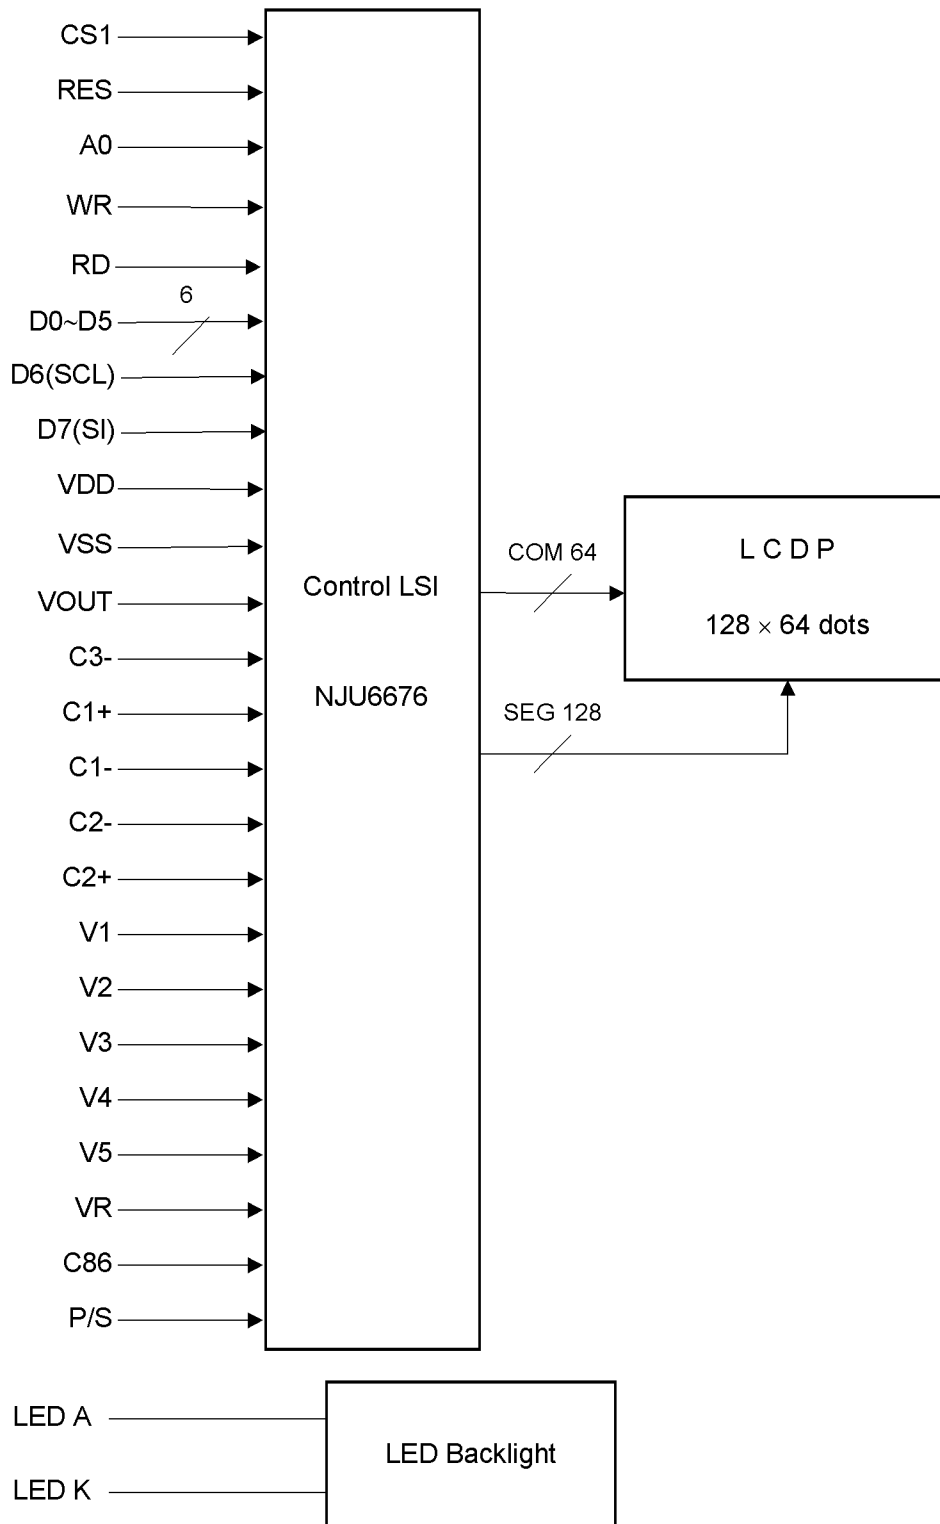 CS1
RES
A0
WR
RD
6
D0~D5
D6(SCL)
D7(SI)
VDD
VSS
VOUT
C3-
C1+
C1-
C2-
C2+
V1
V2
V3
V4
V5
VR
C86
P/S
Control LSI
NJU6676
COM 64
SEG 128
L C D P
128 × 64 dots
LED A
LED K
LED Backlight